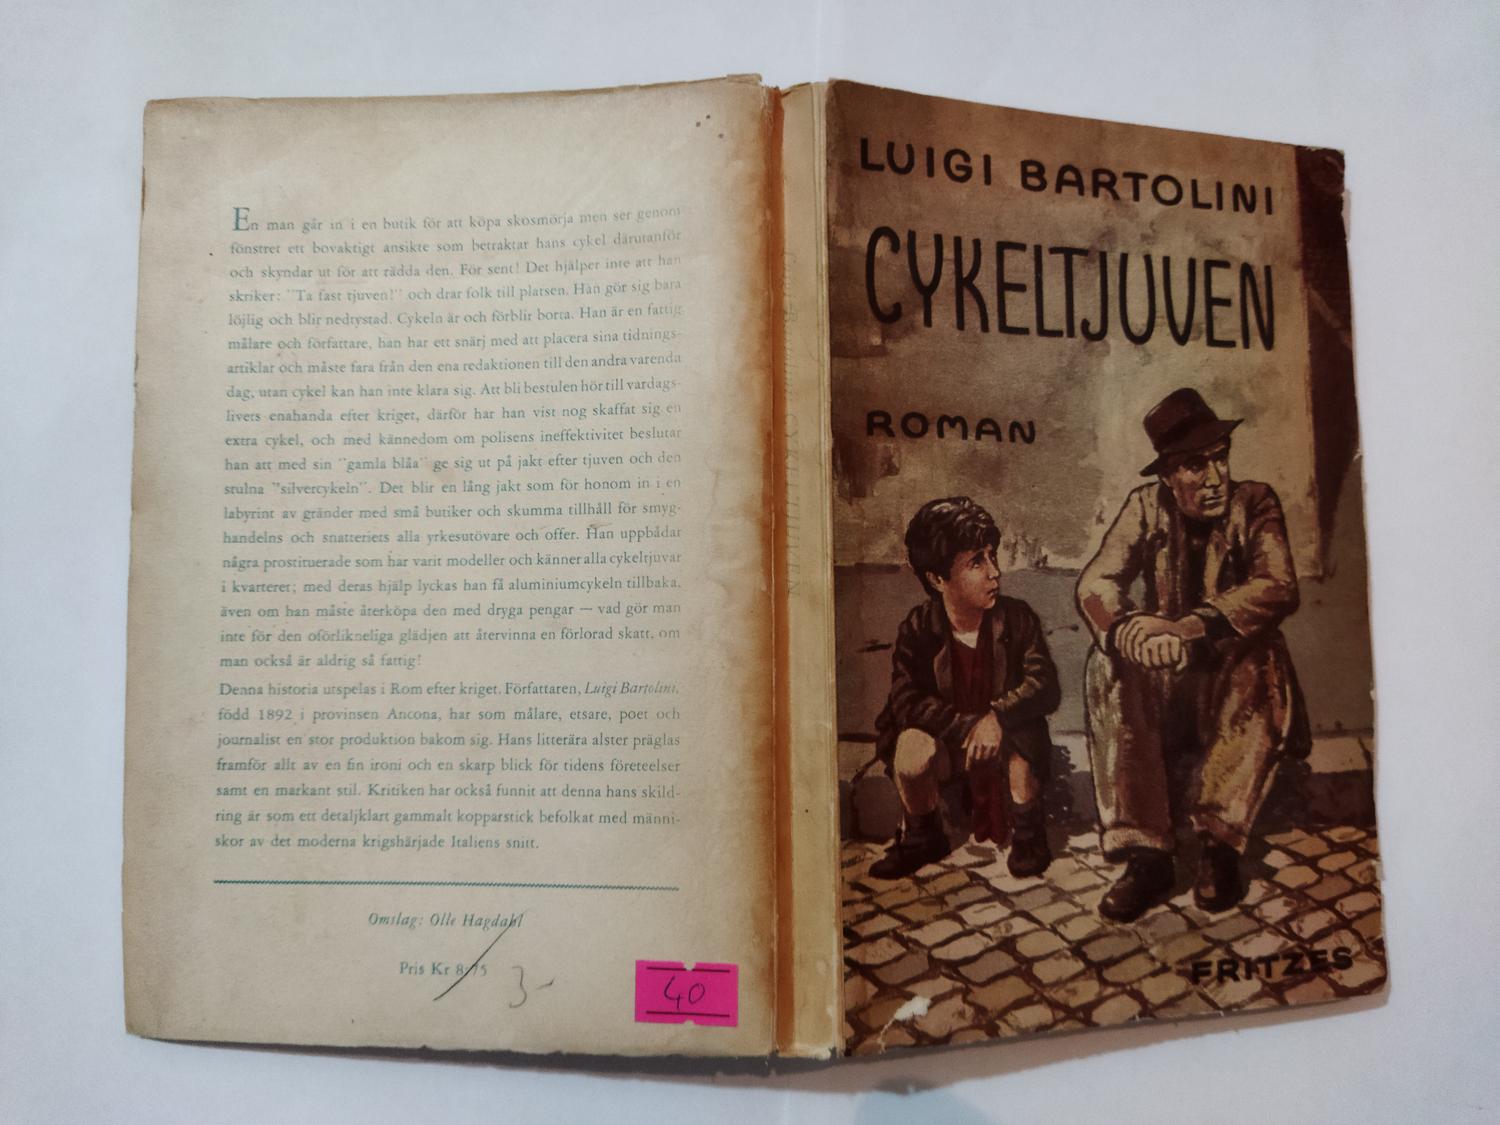 En man går in i en butik för att köpa skosmörja men ser genom
fönstret ett bovaktigt ansikte som betraktar hans cykel därutanför
och skyndar ut för att rädda den. För sent! Det hjälper inte att han
skriker: "Ta fast tjuven!" och drar folk till platsen. Han gör sig bara
löjlig och blir nedtystad. Cykeln är och förblir borta. Han är en fattig
målare och författare, han har ett snärj med att placera sina tidnings-
artiklar och måste fara från den ena redaktionen till den andra varenda
dag, utan cykel kan han inte klara sig. Att bli bestulen hör till vardags-
livets enahanda efter kriget, därför har han vist nog skaffat sig en
extra cykel, och med kännedom om polisens ineffektivitet beslutar
han att med sin "gamla blåa" ge sig ut på jakt efter tjuven och den
stulna "silvercykeln". Det blir en lång jakt som för honom in i en
labyrint av gränder med små butiker och skumma tillhåll för smyg-
handelns och snatteriets alla yrkesutövare och offer. Han uppbådar
några prostituerade som har varit modeller och känner alla cykeltjuvar
i kvarteret; med deras hjälp lyckas han få aluminiumcykeln tillbaka,
även om han måste återköpa den med dryga pengar — vad gör man
inte för den oförlikneliga glädjen att återvinna en förlorad skatt, om
man också är aldrig så fattig!
Denna historia utspelas i Rom efter kriget. Författaren, Luigi Bartolini,
född 1892 i provinsen Ancona, har som målare, etsare, poet och
journalist en stor produktion bakom sig. Hans litterära alster präglas
framför allt av en fin ironi och en skarp blick för tidens företeelser
samt en markant stil. Kritiken har också funnit att denna hans skild-
ring är som ett detaljklart gammalt kopparstick befolkat med männi-
skor av det moderna krigshärjade Italiens snitt.
Omslag: Olle Hagdahl
Pris Kr 8:75
3-
40
CYKELTJUVEN
LUIGI BARTOLINI
CYKELTJUVEN
ROMAN
FRITZES